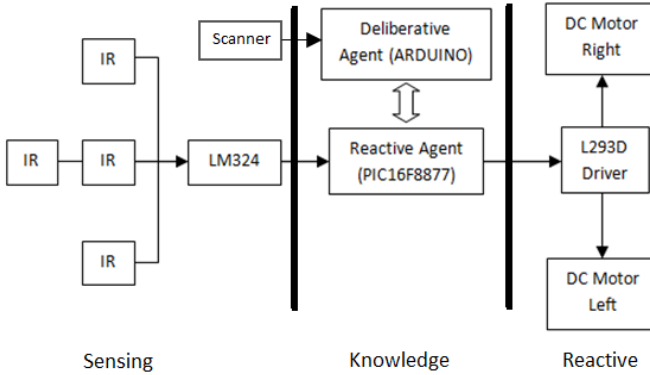 Scanner
Deliberative
Agent (ARDUINO)
DC Motor
Right
IR
IR
IR
LM324
Reactive Agent
(PIC16F8877)
L293D
Driver
IR
DC Motor
Left
Sensing
Knowledge
Reactive